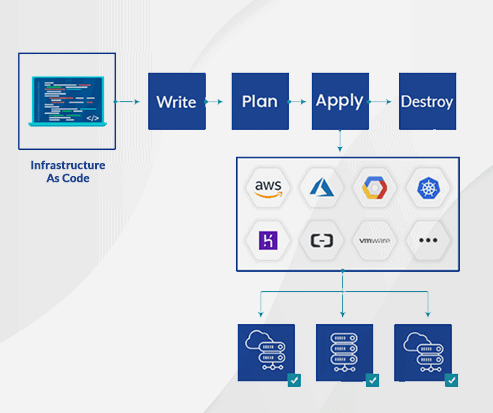 </>
Write
Plan
Apply
Destroy
Infrastructure
As Code
aws
vmware